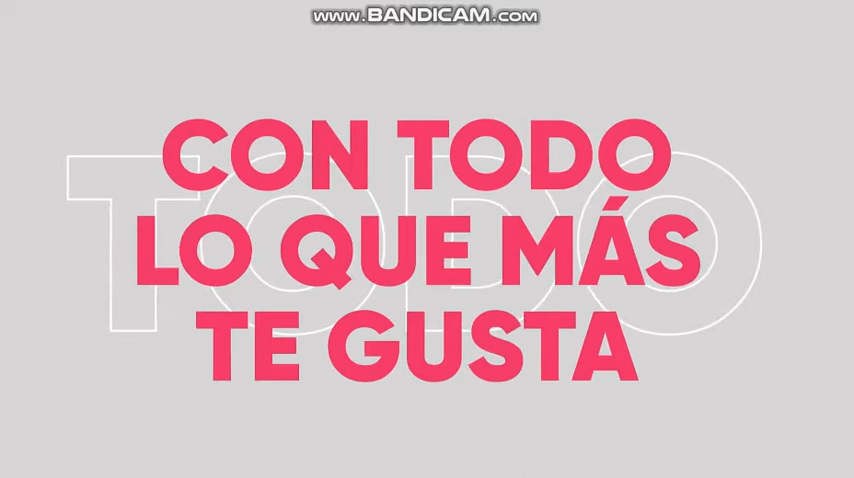 www.BANDICAM.com
CON TODO
LO QUE MÁS
TE GUSTA
TODO